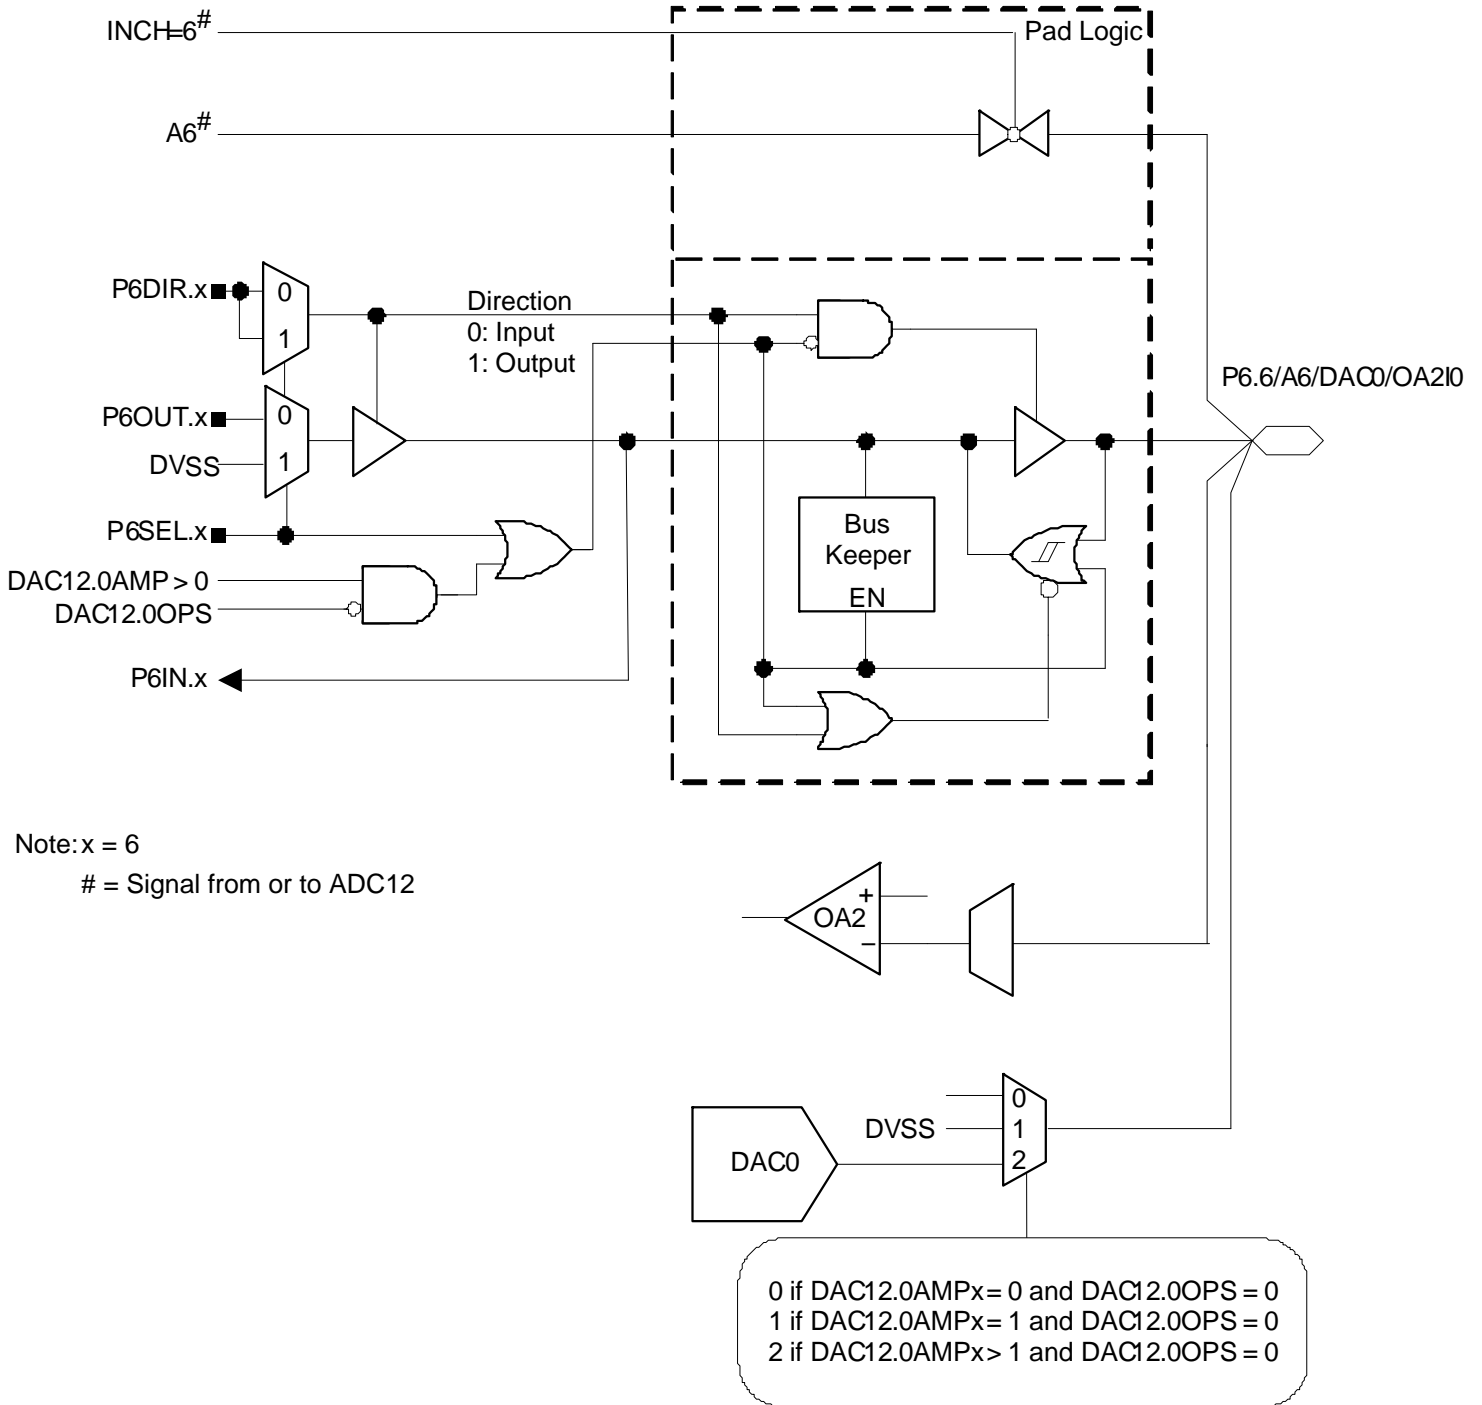 INCH=6#
Pad Logic
A6#
P6DIR.x
0
1
Direction
0: Input
1: Output
P6.6/A6/DAC0/OA2I0
P6OUT.x
0
DVSS
1
P6SEL.x
Bus
Keeper
EN
DAC12.0AMP > 0
DAC12.0OPS
P6IN.x
Note: x = 6
# = Signal from or to ADC12
+
OA2
−
0
DVSS
1
DAC0
2
0 if DAC12.0AMPx = 0 and DAC12.0OPS = 0
1 if DAC12.0AMPx = 1 and DAC12.0OPS = 0
2 if DAC12.0AMPx > 1 and DAC12.0OPS = 0